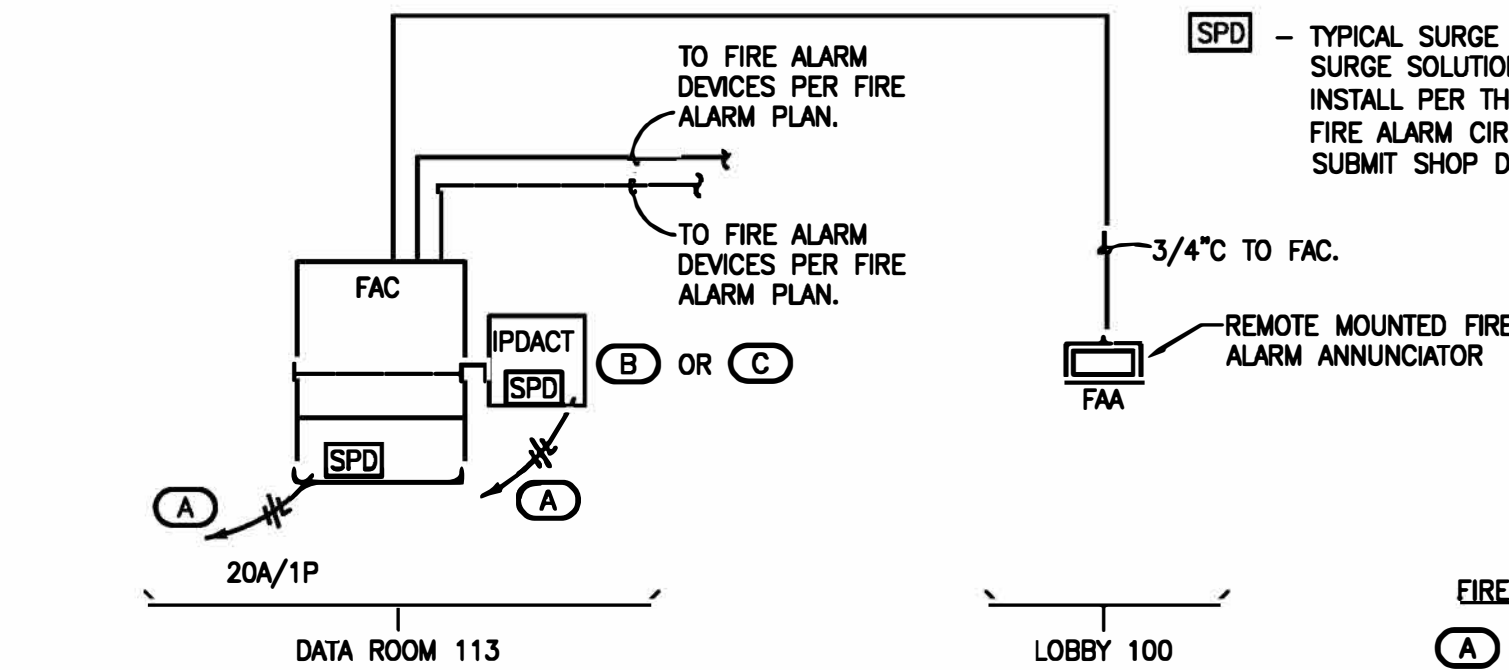 TO FIRE ALARM
DEVICES PER FIRE
ALARM PLAN.
SPD - TYPICAL SURGE
SURGE SOLUTION
INSTALL PER TH
FIRE ALARM CIR
SUBMIT SHOP D
TO FIRE ALARM
DEVICES PER FIRE
ALARM PLAN.
3/4"C TO FAC.
FAC
IPDACT
SPD
B OR C
REMOTE MOUNTED FIRE
ALARM ANNUNCIATOR
FAA
SPD
A
A
20A/1P
DATA ROOM 113
LOBBY 100
FIRE
A